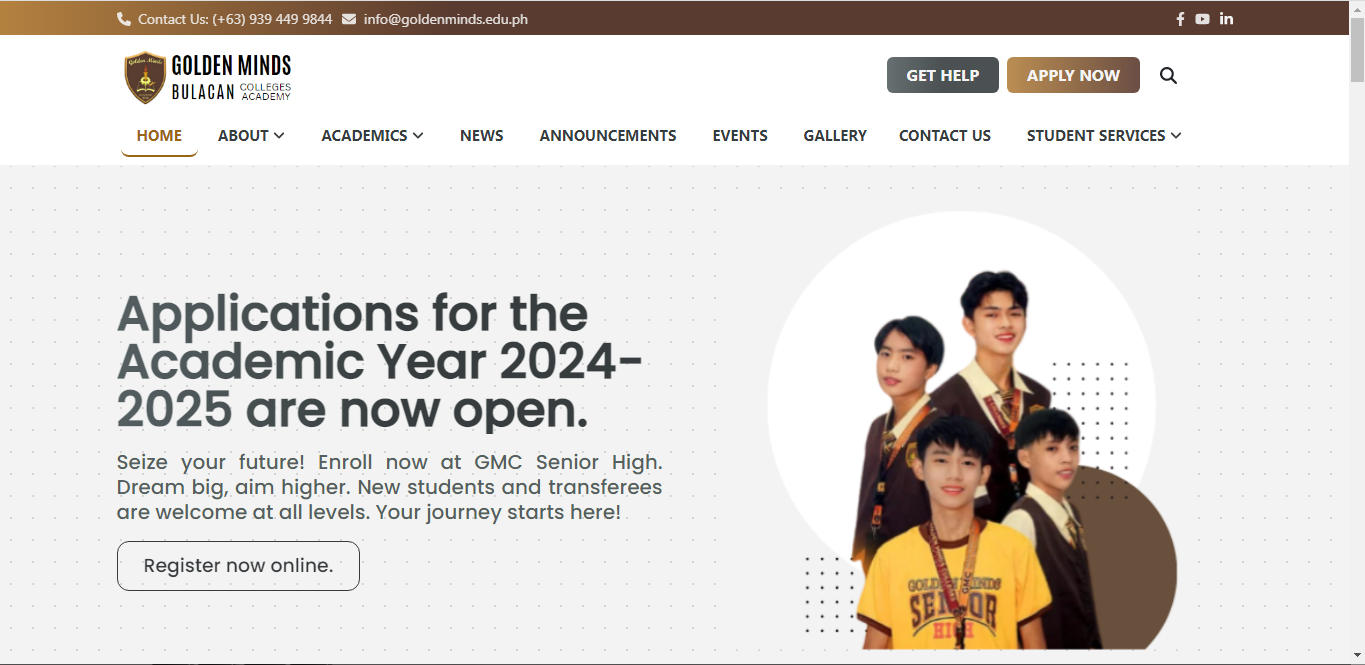 Contact Us: (+63) 939 449 9844 info@goldenminds.edu.ph
Golden Minds
GOLDEN MINDS
BULACAN COLLEGES ACADEMY
GET HELP
APPLY NOW
HOME ABOUT ACADEMICS NEWS ANNOUNCEMENTS EVENTS GALLERY CONTACT US STUDENT SERVICES
Applications for the
Academic Year 2024-
2025 are now open.
Seize your future! Enroll now at GMC Senior High.
Dream big, aim higher. New students and transferees
are welcome at all levels. Your journey starts here!
Register now online.
GMC
GOLDEN MINDS
SENIOR
HIGH